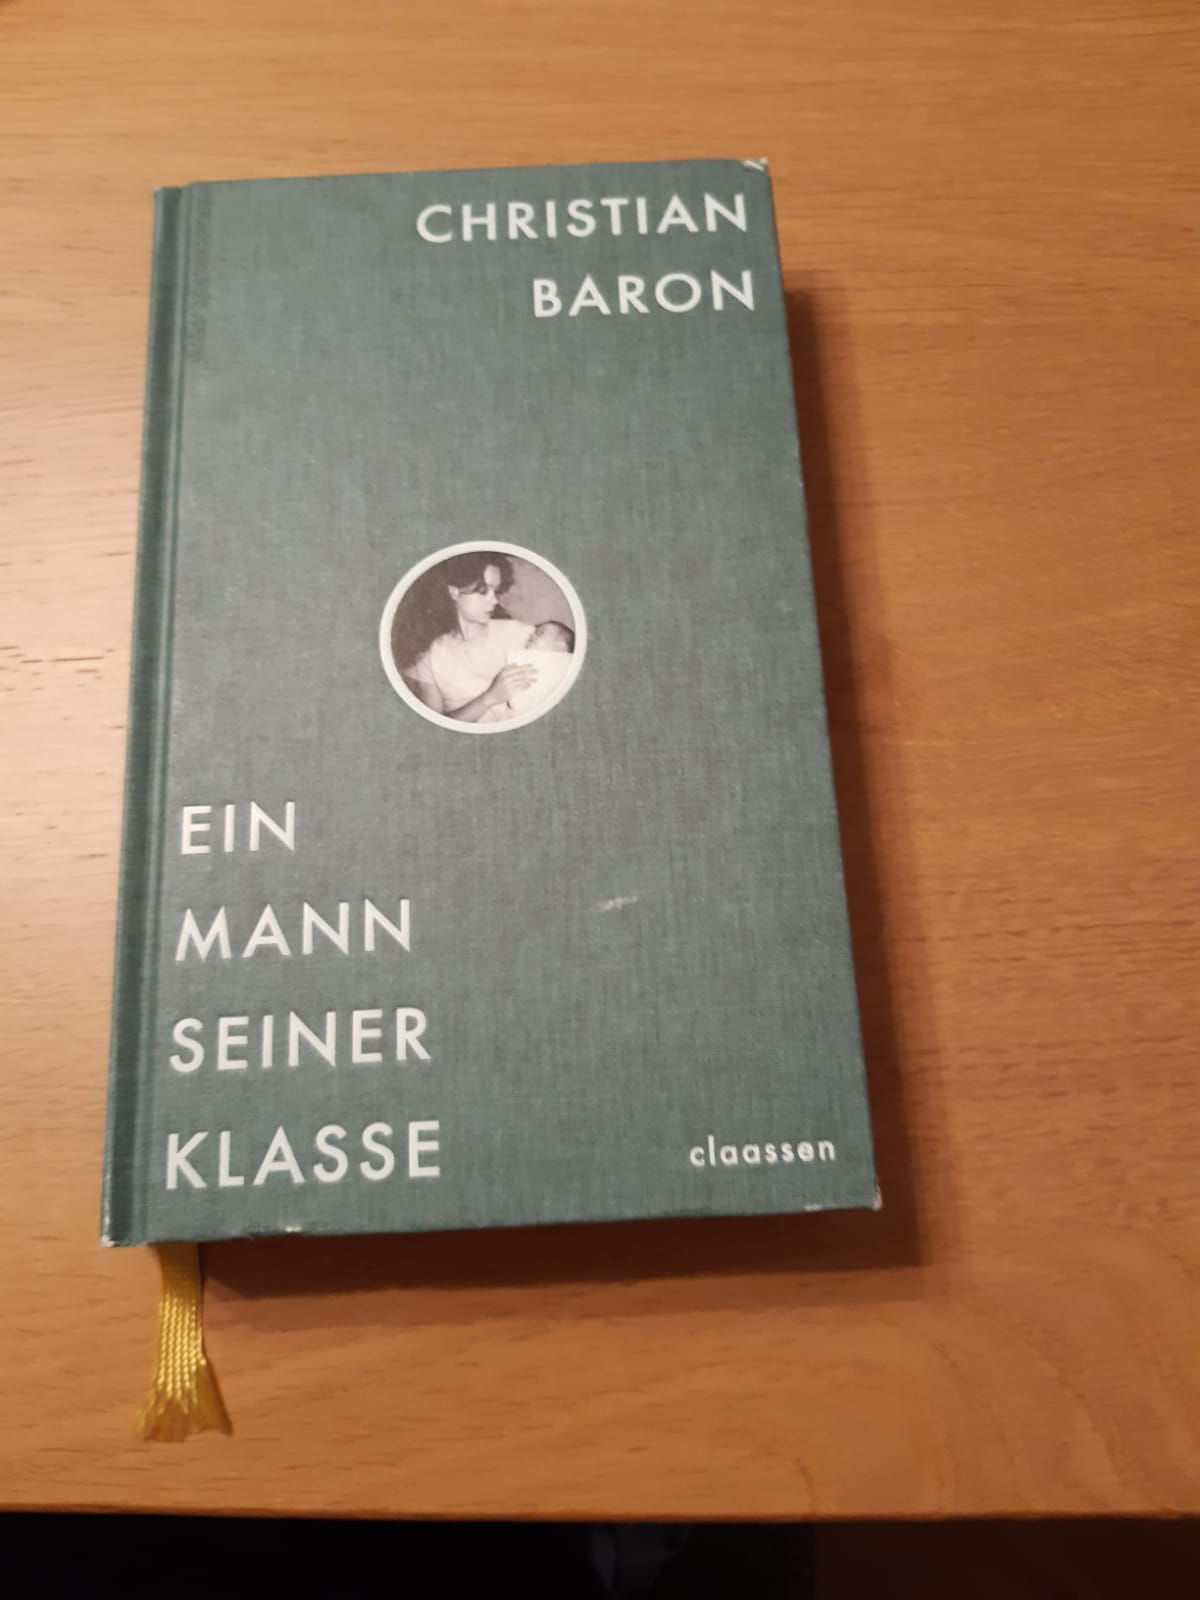 CHRISTIAN
BARON
EIN
MANN
SEINER
KLASSE
claassen